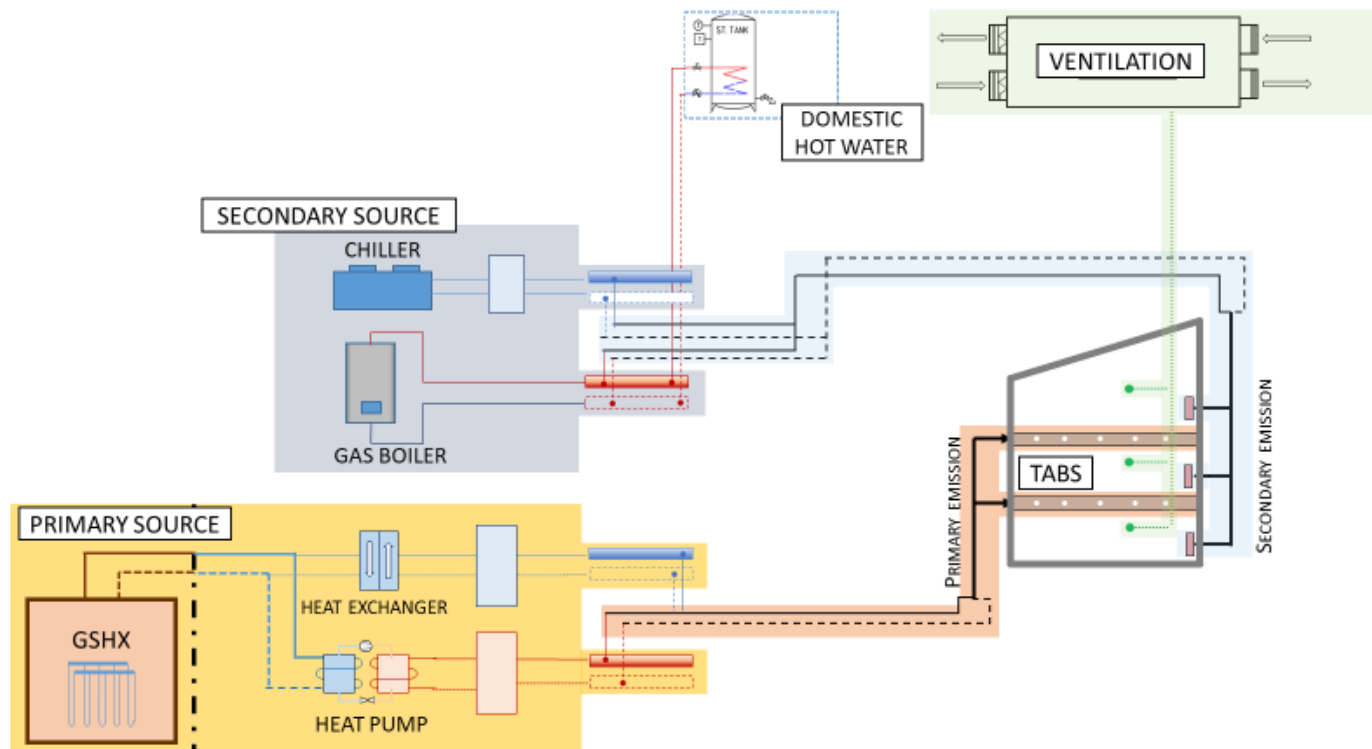 ST. TANK
T
T
VENTILATION
DOMESTIC
HOT WATER
SECONDARY SOURCE
CHILLER
GAS BOILER
PRIMARY EMISSION
TABS
SECONDARY EMISSION
PRIMARY SOURCE
HEAT EXCHANGER
GSHX
HEAT PUMP